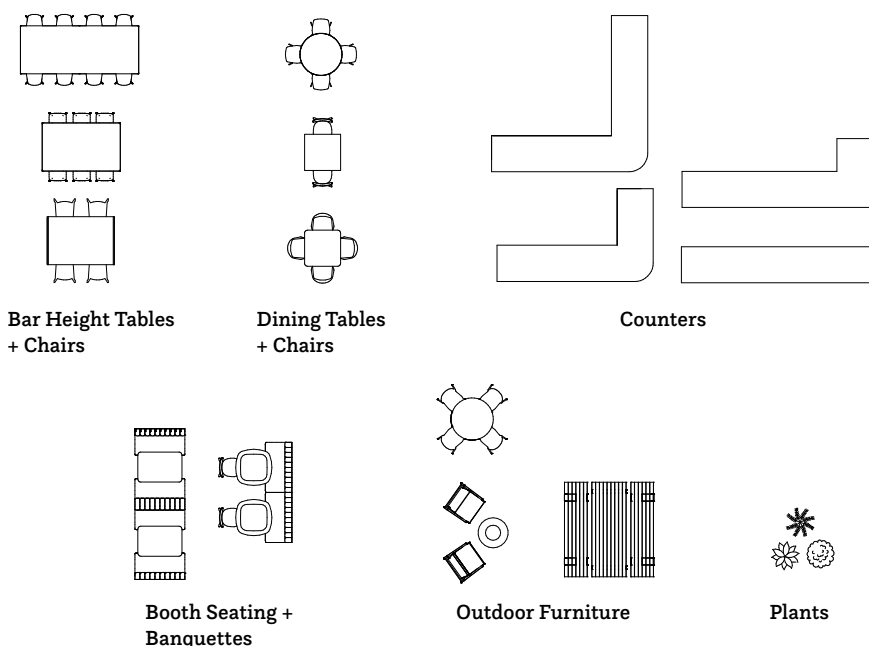 Bar Height Tables
+ Chairs
Dining Tables
+ Chairs
Counters
Booth Seating +
Banquettes
Outdoor Furniture
Plants